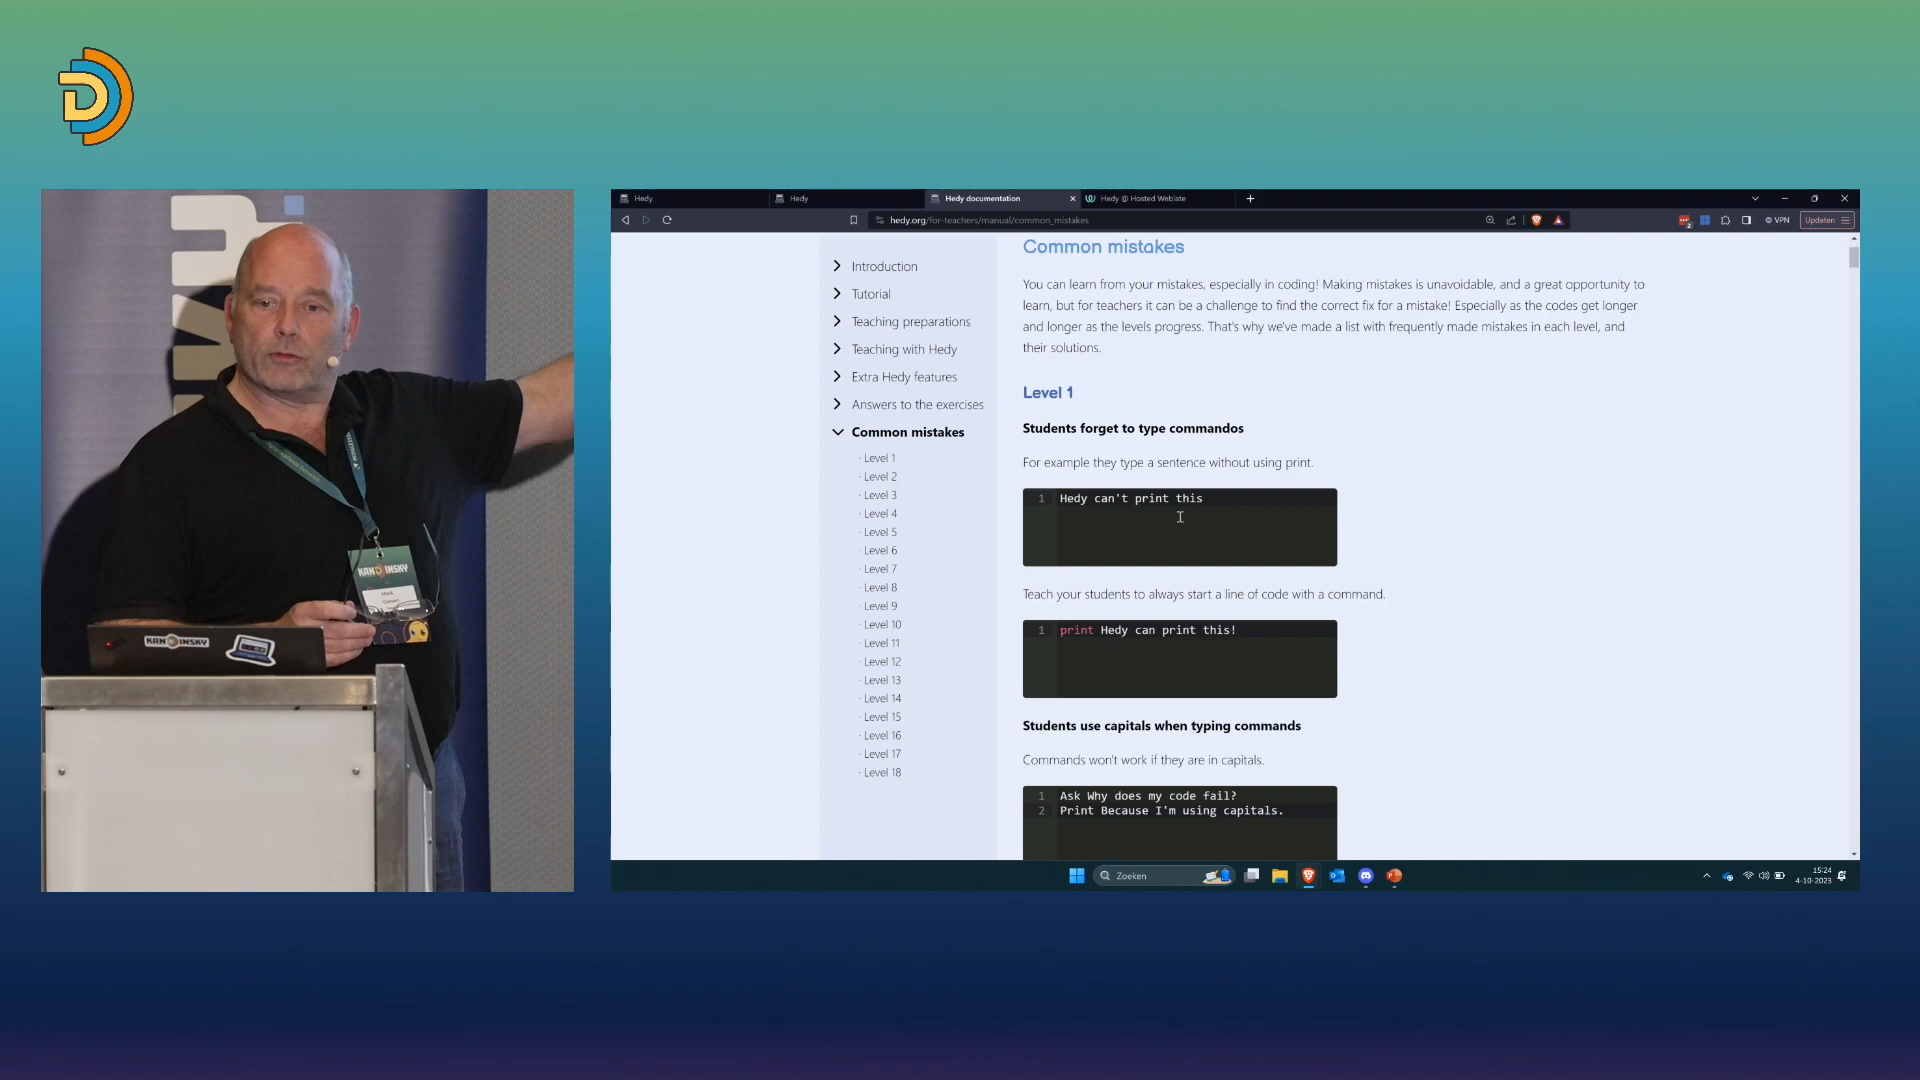 KANDINSKY
KANDINSKY
Hedy
Hedy
Hedy documentation
Hedy @ Hosted Weblate
hedy.org/for-teachers/manual/common_mistakes
VPN
Updaten
Introduction
Tutorial
Teaching preparations
Teaching with Hedy
Extra Hedy features
Answers to the exercises
Common mistakes
· Level 1
· Level 2
· Level 3
· Level 4
· Level 5
· Level 6
· Level 7
· Level 8
· Level 9
· Level 10
· Level 11
· Level 12
· Level 13
· Level 14
· Level 15
· Level 16
· Level 17
· Level 18
Common mistakes
You can learn from your mistakes, especially in coding! Making mistakes is unavoidable, and a great opportunity to
learn, but for teachers it can be a challenge to find the correct fix for a mistake! Especially as the codes get longer
and longer as the levels progress. That's why we've made a list with frequently made mistakes in each level, and
their solutions.
Level 1
Students forget to type commandos
For example they type a sentence without using print.
1 Hedy can't print this
Teach your students to always start a line of code with a command.
1 print Hedy can print this!
Students use capitals when typing commands
Commands won't work if they are in capitals.
1 Ask Why does my code fail?
2 Print Because I'm using capitals.
Zoeken
15:24
4-10-2023